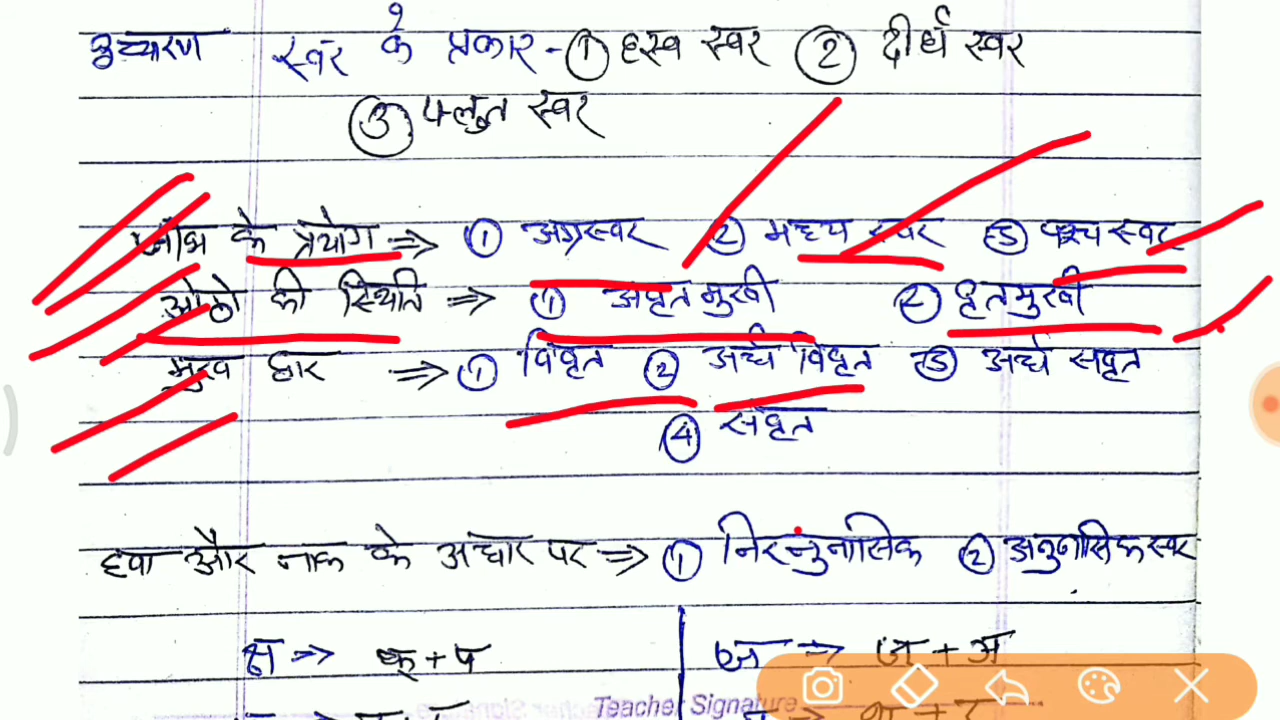 उच्चारण स्वर के प्रकार - ① ह्रस्व स्वर ② दीर्घ स्वर
③ प्लुत स्वर
जीभ के प्रयोग ⇒ ① अग्रस्वर ② मध्य स्वर ③ पश्च स्वर
ओठो की स्थिति ⇒ ① अवृतमुखी ② वृतमुखी
मुख द्वार ⇒ ① विवृत ② अर्ध विवृत ③ अर्ध संवृत
④ संवृत
हवा और नाक के आधार पर ⇒ ① निरनुनासिक ② अनुनासिक स्वर
क्ष ⇒ क् + ष ज्ञ ⇒ ज + ञ
Teacher Signature